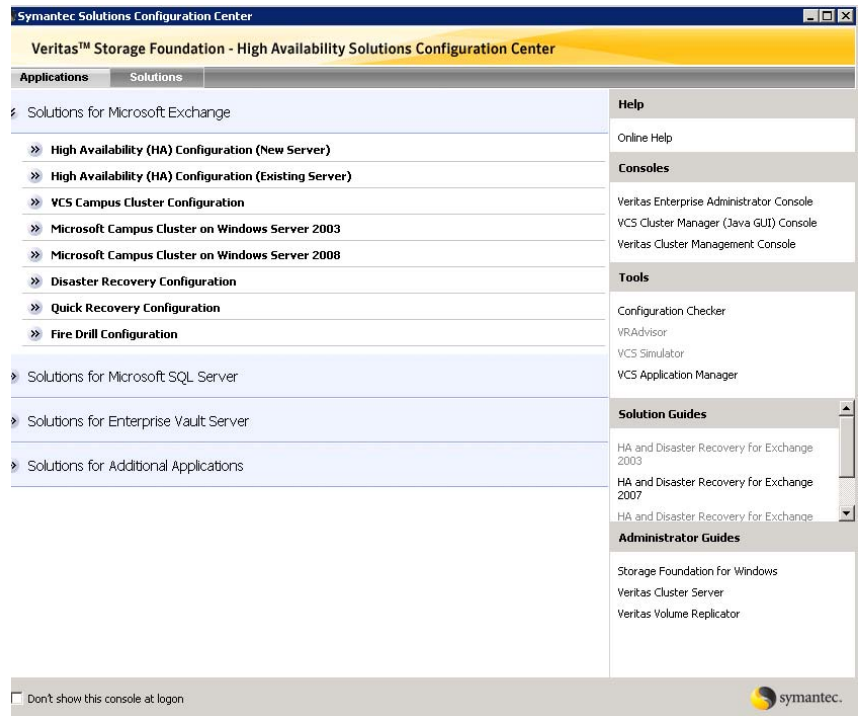 Symantec Solutions Configuration Center
Veritas™ Storage Foundation - High Availability Solutions Configuration Center
Applications
Solutions
Solutions for Microsoft Exchange
High Availability (HA) Configuration (New Server)
High Availability (HA) Configuration (Existing Server)
VCS Campus Cluster Configuration
Microsoft Campus Cluster on Windows Server 2003
Microsoft Campus Cluster on Windows Server 2008
Disaster Recovery Configuration
Quick Recovery Configuration
Fire Drill Configuration
Solutions for Microsoft SQL Server
Solutions for Enterprise Vault Server
Solutions for Additional Applications
Help
Online Help
Consoles
Veritas Enterprise Administrator Console
VCS Cluster Manager (Java GUI) Console
Veritas Cluster Management Console
Tools
Configuration Checker
VRAdvisor
VCS Simulator
VCS Application Manager
Solution Guides
HA and Disaster Recovery for Exchange
2003
HA and Disaster Recovery for Exchange
2007
HA and Disaster Recovery for Exchange
Administrator Guides
Storage Foundation for Windows
Veritas Cluster Server
Veritas Volume Replicator
Don't show this console at logon
symantec.